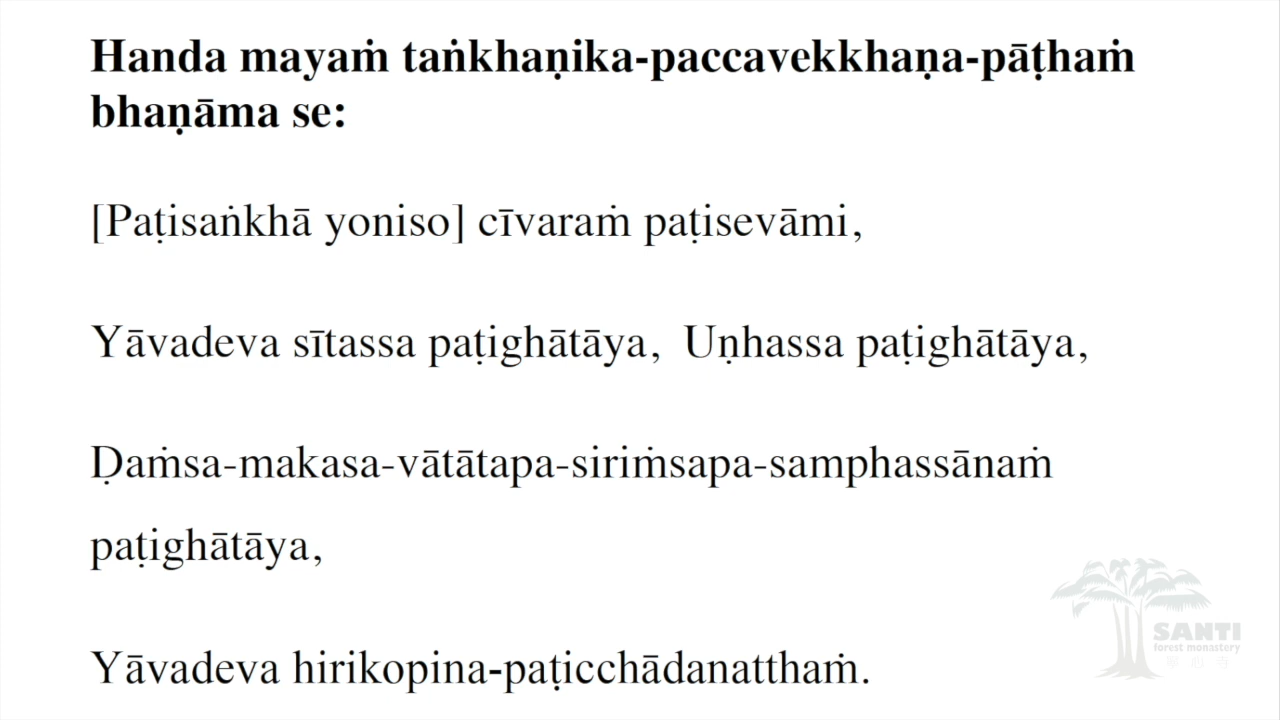 Handa mayaṁ taṅkhaṇika-paccavekkhaṇa-pāṭhaṁ
bhaṇāma se:
[Paṭisaṅkhā yoniso] cīvaraṁ paṭisevāmi,
Yāvadeva sītassa paṭighātāya, Uṇhassa paṭighātāya,
Ḍaṁsa-makasa-vātātapa-siriṁsapa-samphassānaṁ
paṭighātāya,
Yāvadeva hirikopina-paṭicchādanatthaṁ.
SANTI
forest monastery